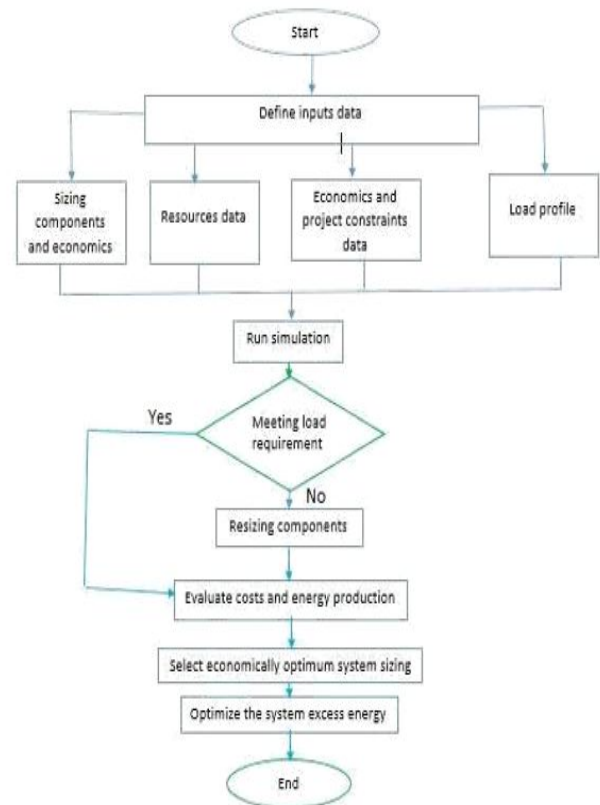 Start
Define inputs data
Sizing
components
and economics
Resources data
Economics and
project constraints
data
Load profile
Run simulation
Yes
Meeting load
requirement
No
Resizing components
Evaluate costs and energy production
Select economically optimum system sizing
Optimize the system excess energy
End